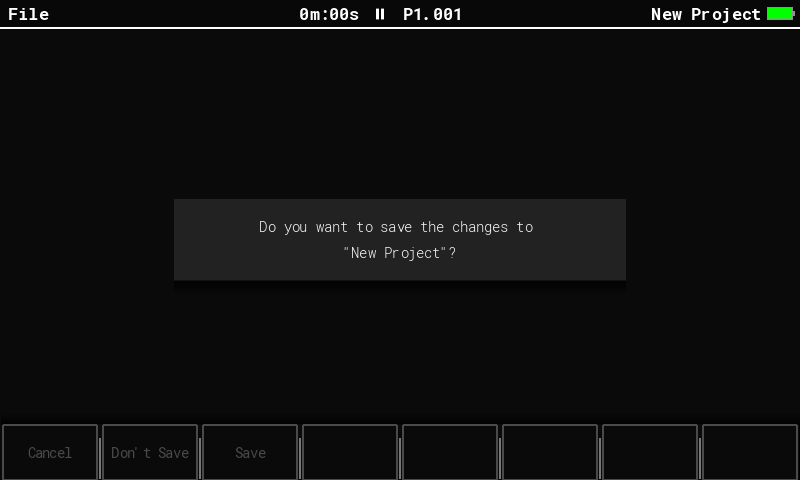 File 0m:00s P1.001 New Project
Do you want to save the changes to
"New Project"?
Cancel Don't Save Save